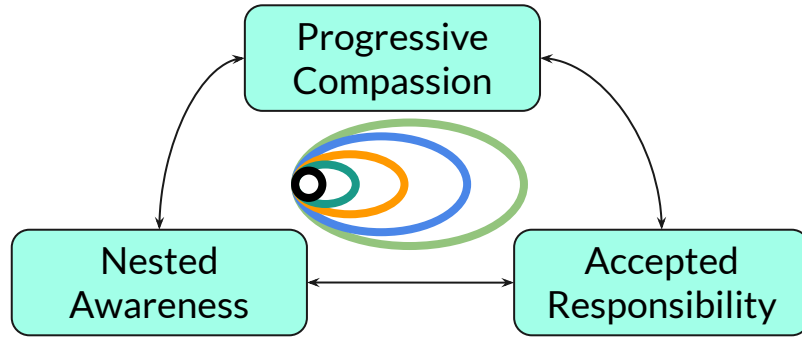 Progressive
Compassion
Nested
Awareness
Accepted
Responsibility